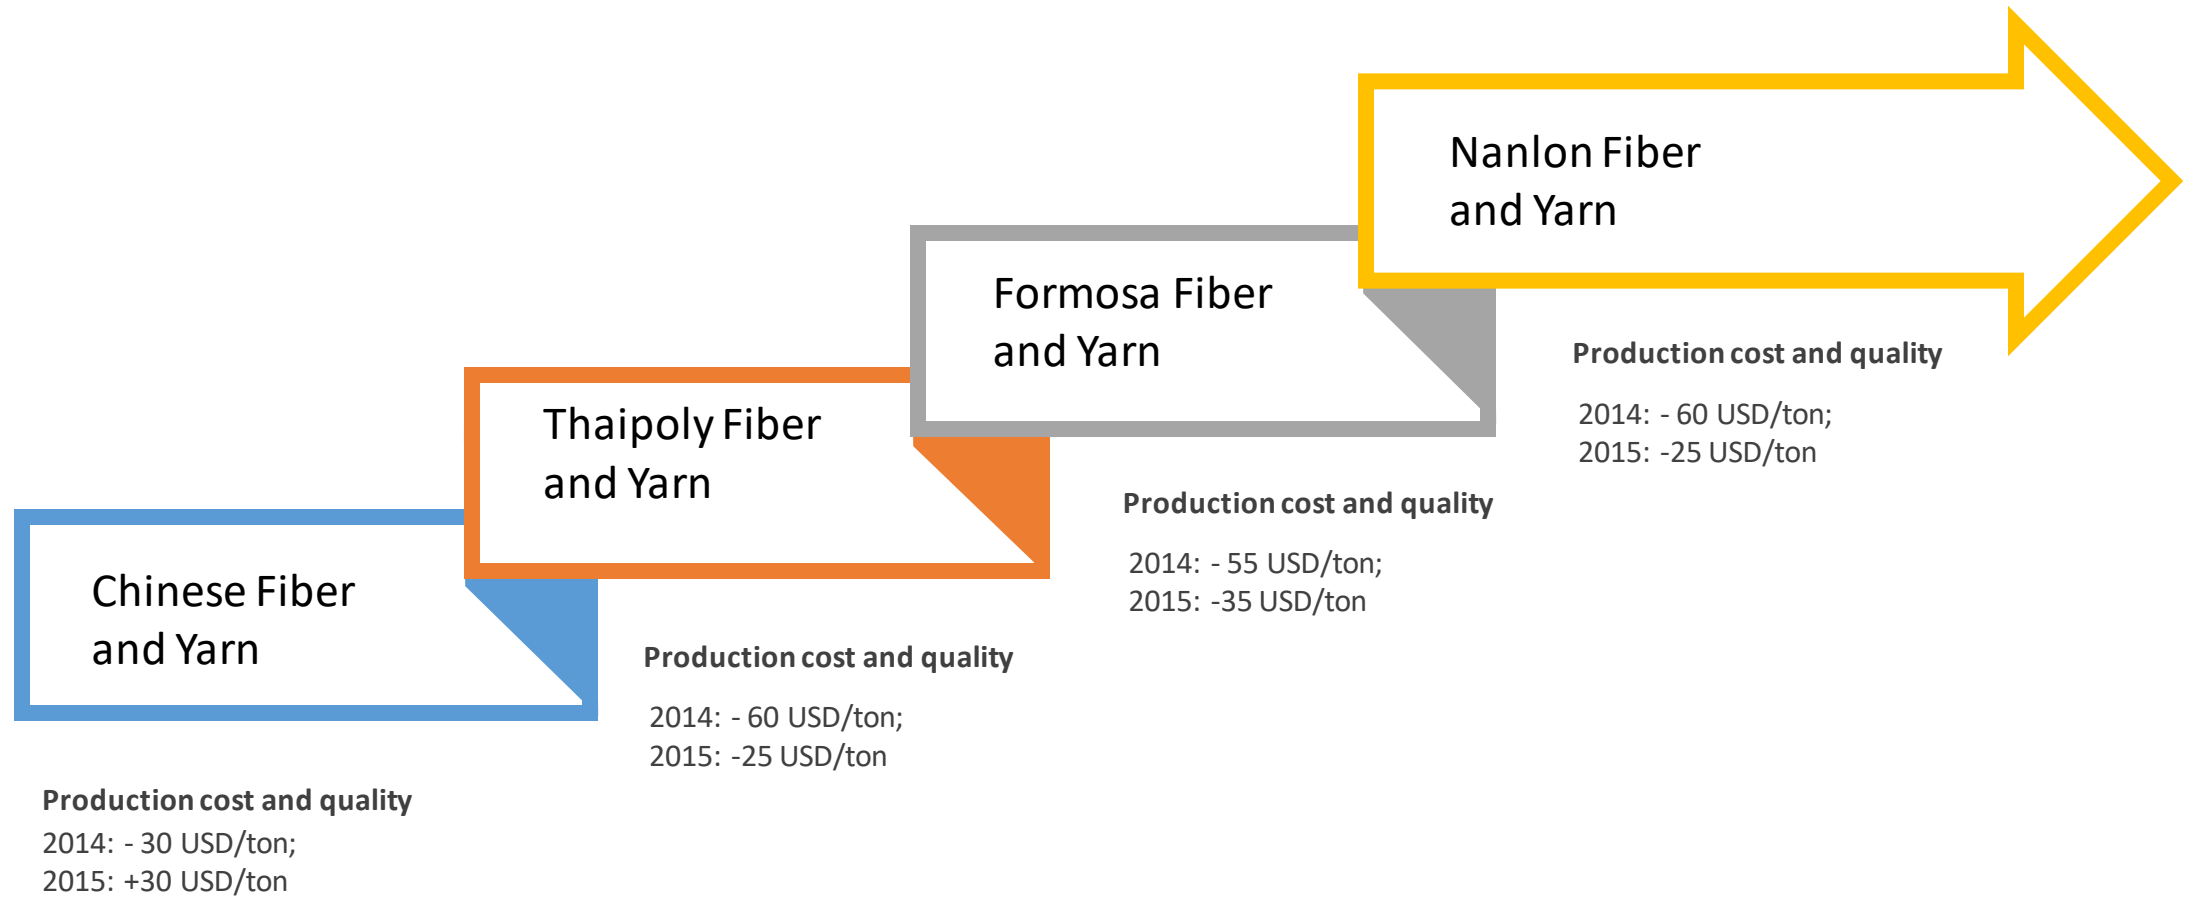 Chinese Fiber
and Yarn
Production cost and quality
2014: - 30 USD/ton;
2015: +30 USD/ton
Thaipoly Fiber
and Yarn
Production cost and quality
2014: - 60 USD/ton;
2015: -25 USD/ton
Formosa Fiber
and Yarn
Production cost and quality
2014: - 55 USD/ton;
2015: -35 USD/ton
Nanlon Fiber
and Yarn
Production cost and quality
2014: - 60 USD/ton;
2015: -25 USD/ton